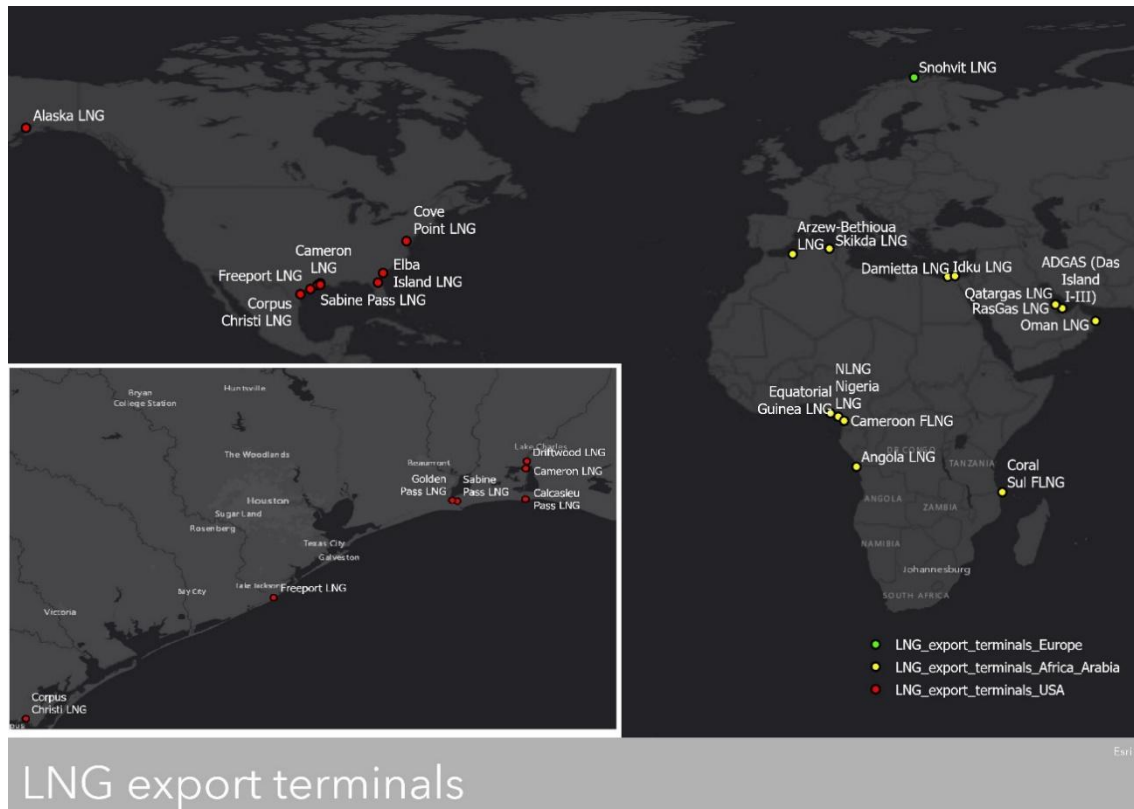 Snohvit LNG
Alaska LNG
Cove
Point LNG
Cameron
LNG
Freeport LNG
Elba
Island LNG
Sabine Pass LNG
Corpus
Christi LNG
Arzew-Bethioua
LNG
Skikda LNG
Damietta LNG
Idku LNG
ADGAS (Das
Island
I-III)
Qatargas LNG
RasGas LNG
Oman LNG
NLNG
Nigeria
LNG
Equatorial
Guinea LNG
Cameroon FLNG
Angola LNG
DR CONGO
TANZANIA
Coral
Sul FLNG
ANGOLA
ZAMBIA
NAMIBIA
Johannesburg
SOUTH AFRICA
Bryan
College Station
Huntsville
The Woodlands
Houston
Sugar Land
Rosenberg
Texas City
Galveston
Beaumont
Lake Charles
Driftwood LNG
Cameron LNG
Golden
Pass LNG
Sabine
Pass LNG
Calcasieu
Pass LNG
Bay City
Lake Jackson
Freeport LNG
Victoria
Corpus
Christi LNG
LNG_export_terminals_Europe
LNG_export_terminals_Africa_Arabia
LNG_export_terminals_USA
Esri
LNG export terminals